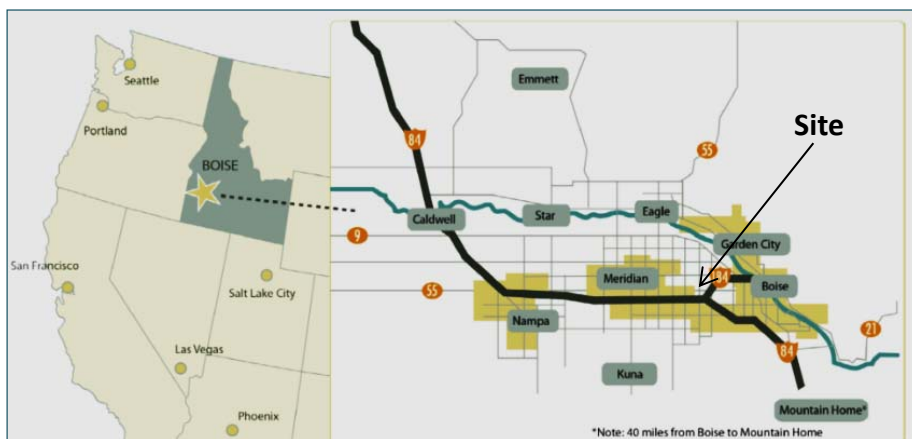 Seattle
Portland
BOISE
San Francisco
Salt Lake City
Las Vegas
Phoenix
Emmett
Site
84
55
Caldwell
Star
Eagle
Garden City
9
Meridian
84
55
Boise
Nampa
21
84
Kuna
Mountain Home*
*Note: 40 miles from Boise to Mountain Home